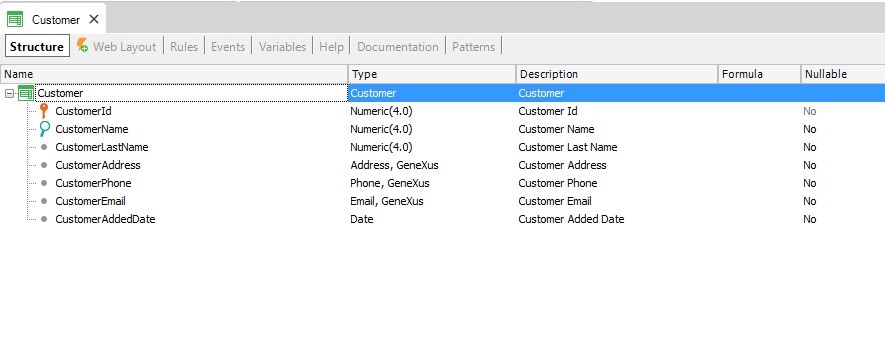 Customer
Structure Web Layout Rules Events Variables Help Documentation Patterns
Name Type Description Formula Nullable
Customer Customer Customer
CustomerId Numeric(4.0) Customer Id No
CustomerName Numeric(4.0) Customer Name No
CustomerLastName Numeric(4.0) Customer Last Name No
CustomerAddress Address, GeneXus Customer Address No
CustomerPhone Phone, GeneXus Customer Phone No
CustomerEmail Email, GeneXus Customer Email No
CustomerAddedDate Date Customer Added Date No